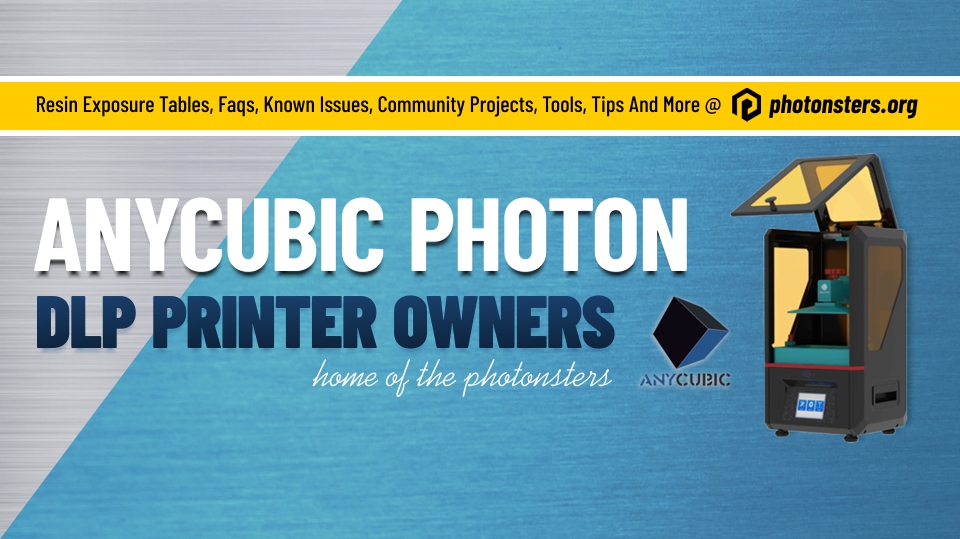 Resin Exposure Tables, Faqs, Known Issues, Community Projects, Tools, Tips And More @ photonsters.org
ANYCUBIC PHOTON
DLP PRINTER OWNERS
home of the photonsters
ANYCUBIC